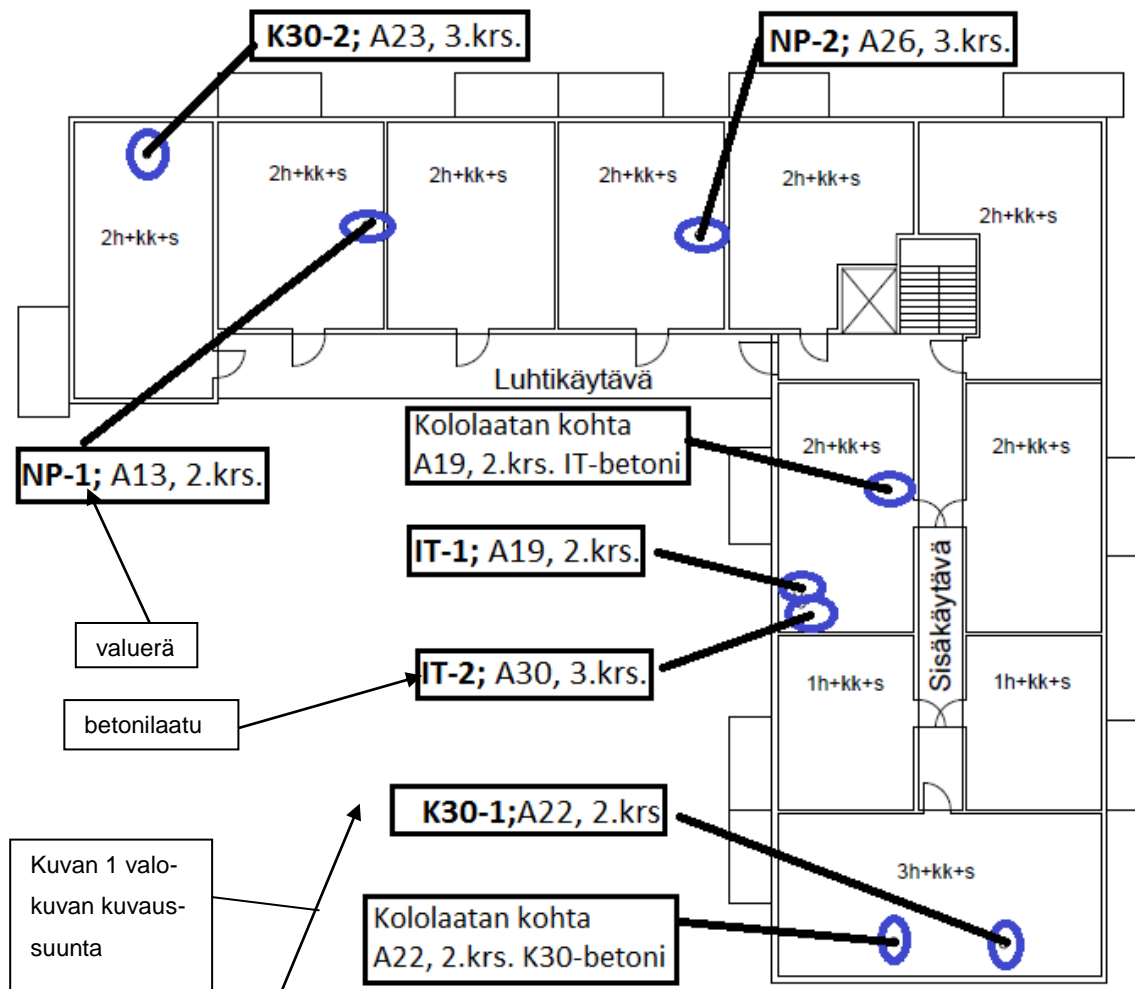 K30-2; A23, 3.krs.
NP-2; A26, 3.krs.
2h+kk+s
2h+kk+s
2h+kk+s
2h+kk+s
2h+kk+s
2h+kk+s
Luhtikäytävä
NP-1; A13, 2.krs.
Kololaatan kohta
A19, 2.krs. IT-betoni
2h+kk+s
2h+kk+s
IT-1; A19, 2.krs.
valuerä
IT-2; A30, 3.krs.
betonilaatu
Sisäkäytävä
1h+kk+s
1h+kk+s
K30-1;A22, 2.krs
Kuvan 1 valo-
kuvan kuvaus-
suunta
3h+kk+s
Kololaatan kohta
A22, 2.krs. K30-betoni